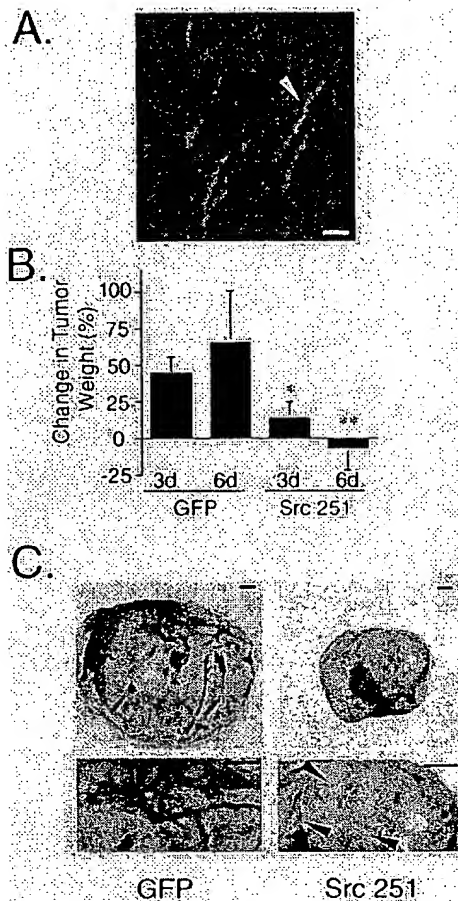 A.
B.
Change in Tumor
Weight (%)
100
75
50
25
0
-25
*
**
3d
6d
3d
6d
GFP
Src 251
C.
GFP
Src 251